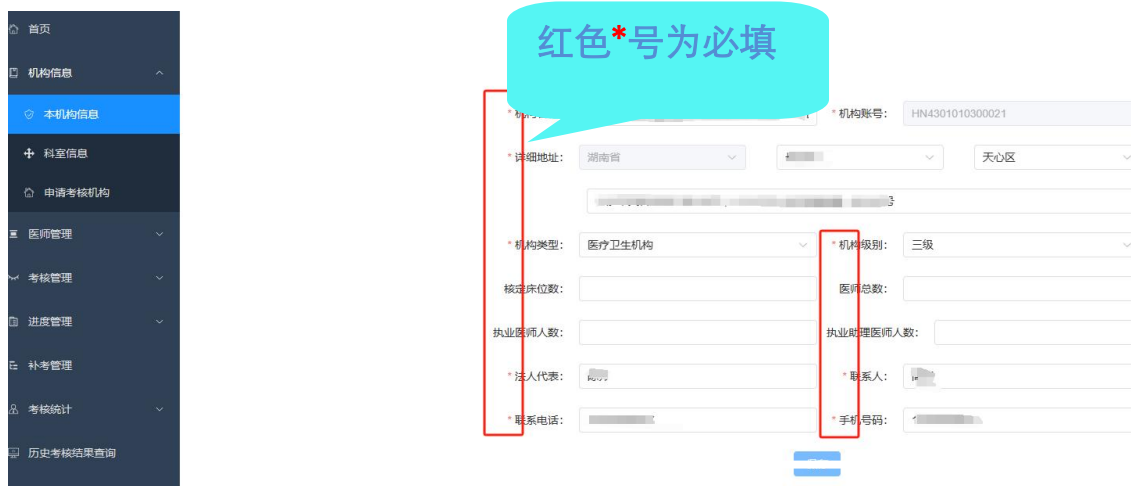 首页
机构信息
本机构信息
科室信息
申请考核机构
医师管理
考核管理
进度管理
补考管理
考核统计
历史考核结果查询
红色*号为必填
*机构账号: HN4301010300021
*详细地址: 湖南省 天心区
号
*机构类型: 医疗卫生机构 *机构级别: 三级
核定床位数: 医师总数:
执业医师人数: 执业助理医师人数:
*法人代表: *联系人:
*联系电话: *手机号码: